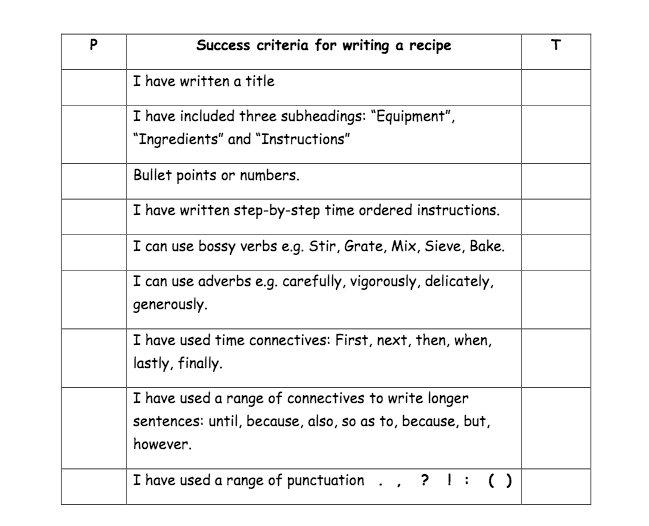 P Success criteria for writing a recipe T
I have written a title
I have included three subheadings: “Equipment”,
“Ingredients” and “Instructions”
Bullet points or numbers.
I have written step-by-step time ordered instructions.
I can use bossy verbs e.g. Stir, Grate, Mix, Sieve, Bake.
I can use adverbs e.g. carefully, vigorously, delicately,
generously.
I have used time connectives: First, next, then, when,
lastly, finally.
I have used a range of connectives to write longer
sentences: until, because, also, so as to, because, but,
however.
I have used a range of punctuation . , ? ! : ( )